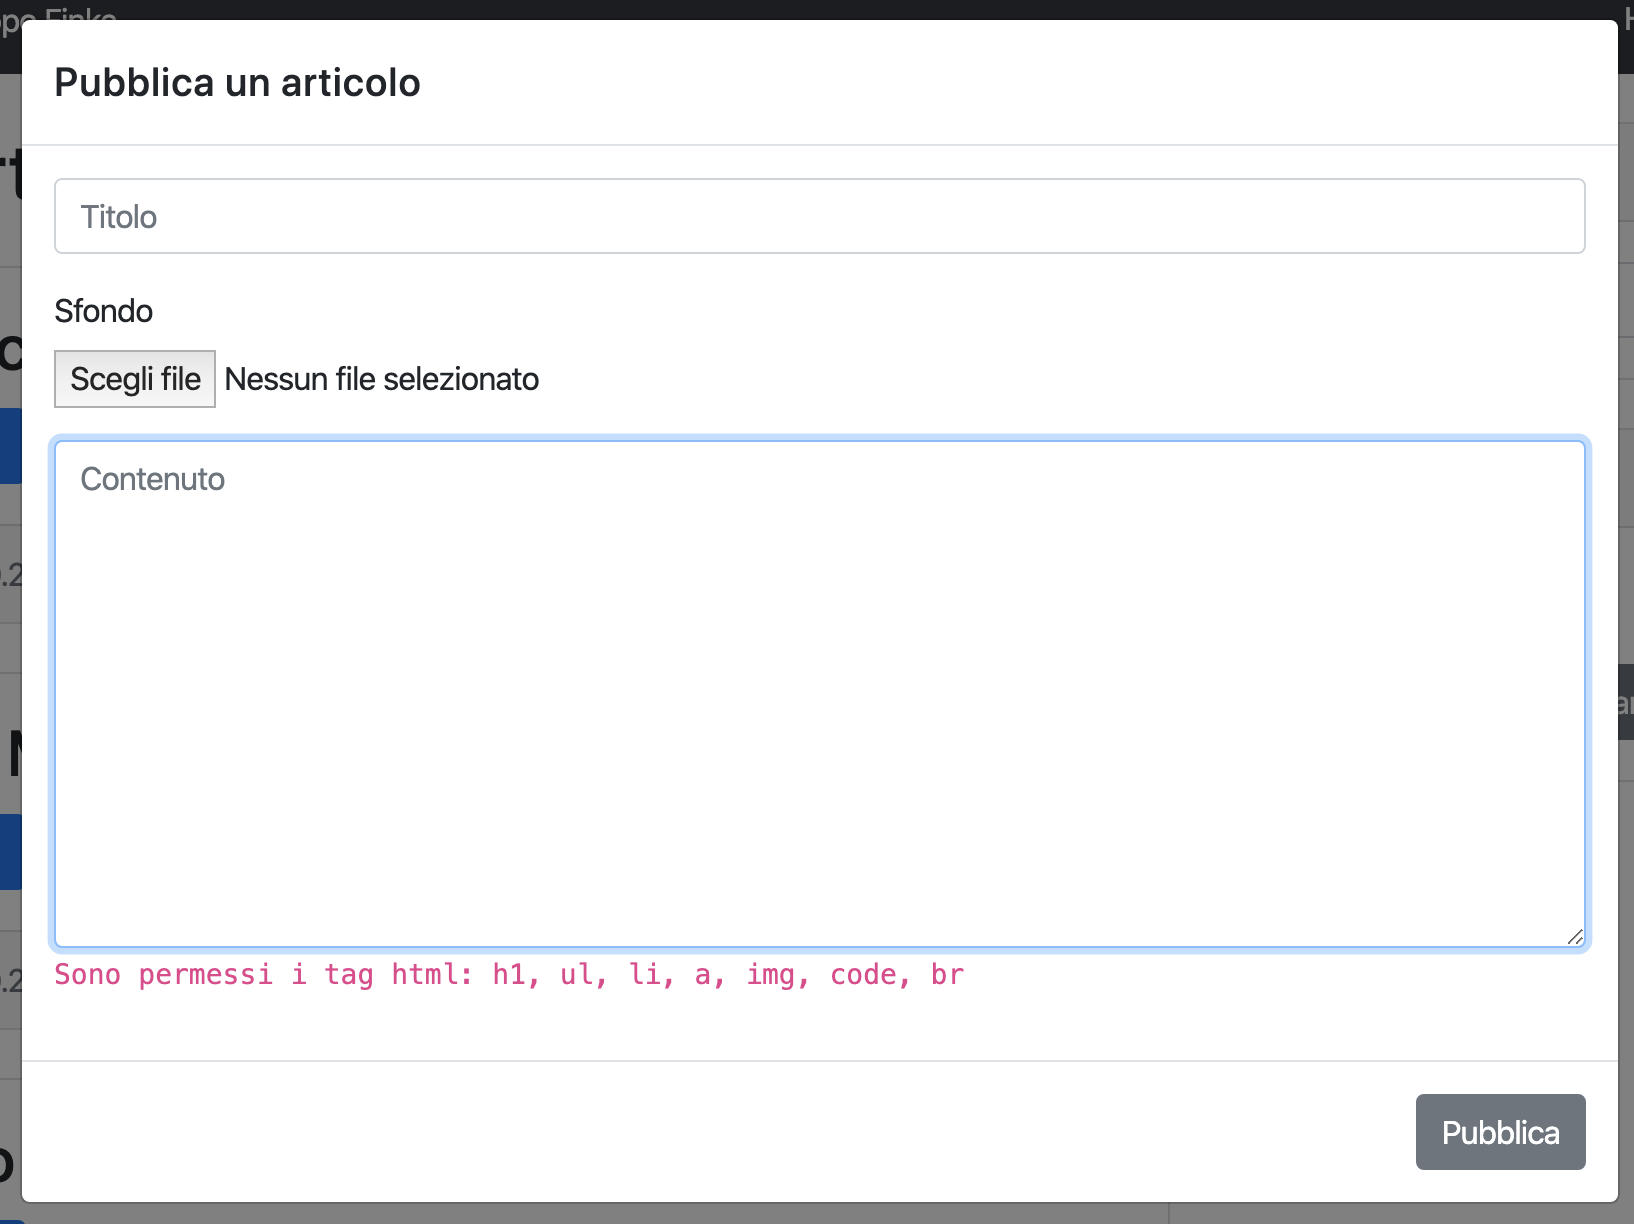 Pubblica un articolo
Titolo
Sfondo
Scegli file Nessun file selezionato
Contenuto
Sono permessi i tag html: h1, ul, li, a, img, code, br
Pubblica